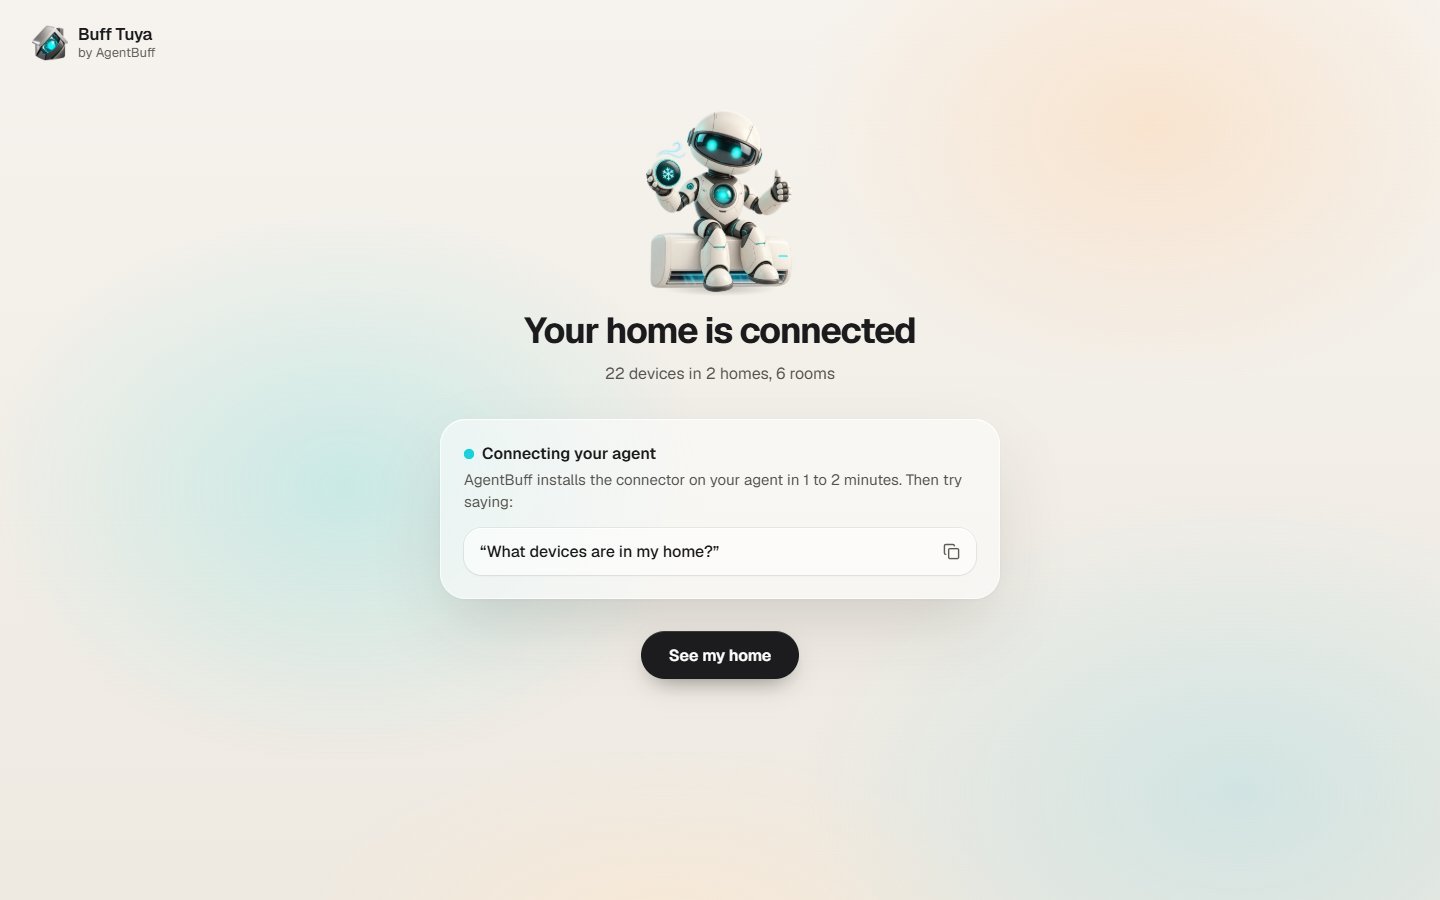 Buff Tuya
by AgentBuff
Your home is connected
22 devices in 2 homes, 6 rooms
Connecting your agent
AgentBuff installs the connector on your agent in 1 to 2 minutes. Then try
saying:
“What devices are in my home?”
See my home